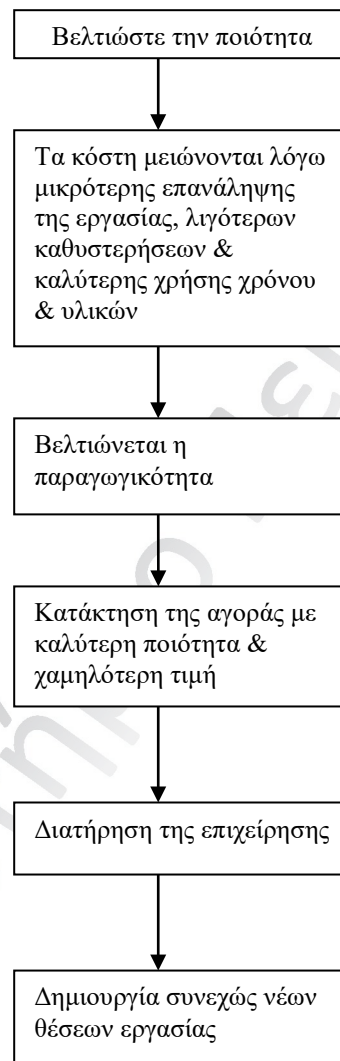 Βελτιώστε την ποιότητα
Τα κόστη μειώνονται λόγω
μικρότερης επανάληψης
της εργασίας, λιγότερων
καθυστερήσεων &
καλύτερης χρήσης χρόνου
& υλικών
Βελτιώνεται η
παραγωγικότητα
Κατάκτηση της αγοράς με
καλύτερη ποιότητα &
χαμηλότερη τιμή
Διατήρηση της επιχείρησης
Δημιουργία συνεχώς νέων
θέσεων εργασίας